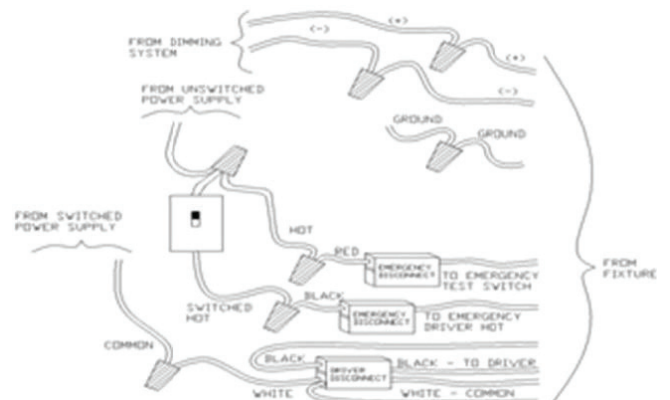 (+)
(-)
FROM DIMMING
SYSTEM
(+)
FROM UNSWITCHED
POWER SUPPLY
(-)
GROUND
GROUND
FROM SWITCHED
POWER SUPPLY
HOT
RED
EMERGENCY
DISCONNECT
TO EMERGENCY
TEST SWITCH
FROM
FIXTURE
BLACK
SWITCHED
HOT
EMERGENCY
DISCONNECT
TO EMERGENCY
DRIVER HOT
COMMON
BLACK
DRIVER
DISCONNECT
BLACK - TO DRIVER
WHITE
WHITE - COMMON